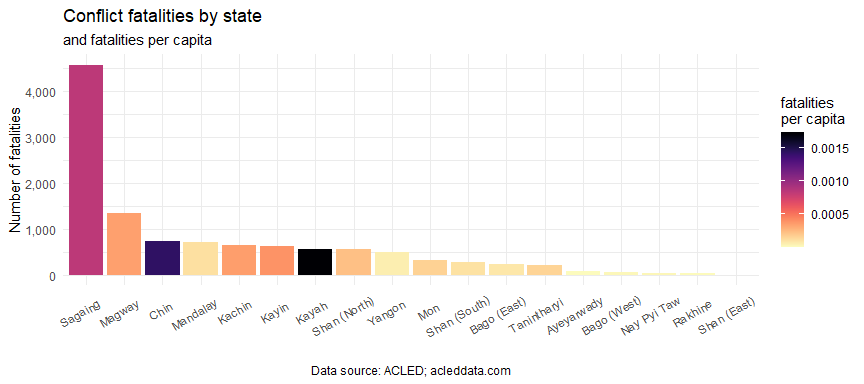 Conflict fatalities by state
and fatalities per capita
Number of fatalities
4,000
3,000
2,000
1,000
0
Sagaing
Magway
Chin
Mandalay
Kachin
Kayin
Kayah
Shan (North)
Yangon
Mon
Shan (South)
Bago (East)
Tanintharyi
Ayeyarwady
Bago (West)
Nay Pyi Taw
Rakhine
Shan (East)
fatalities
per capita
0.0015
0.0010
0.0005
Data source: ACLED; acleddata.com